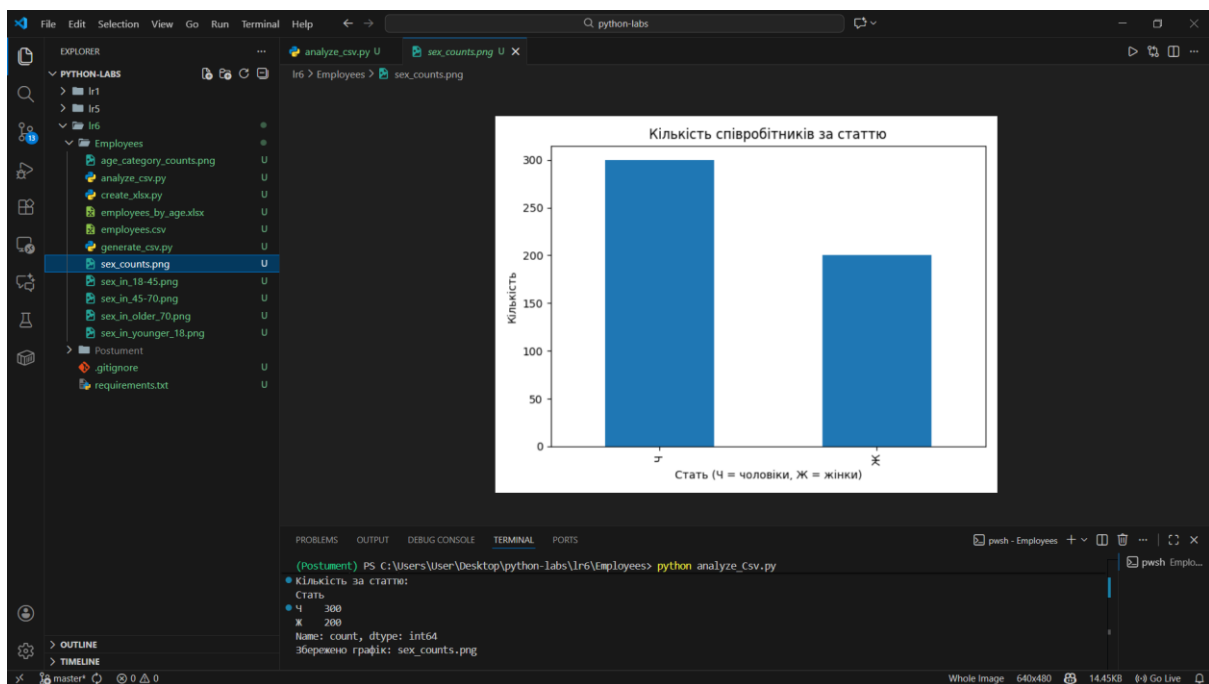 File Edit Selection View Go Run Terminal Help
python-labs
EXPLORER
PYTHON-LABS
lr1
lr5
lr6
Employees
age_category_counts.png U
analyze_csv.py U
create_xlsx.py U
employees_by_age.xlsx U
employees.csv U
generate_csv.py U
sex_counts.png U
sex_in_18-45.png U
sex_in_45-70.png U
sex_in_older_70.png U
sex_in_younger_18.png U
Postument
.gitignore U
requirements.txt U
OUTLINE
TIMELINE
13
analyze_csv.py U
sex_counts.png U
lr6 > Employees > sex_counts.png
Кількість співробітників за статтю
Кількість
300
250
200
150
100
50
0
Ч
Ж
Стать (Ч = чоловіки, Ж = жінки)
PROBLEMS OUTPUT DEBUG CONSOLE TERMINAL PORTS
pwsh - Employees
pwsh Emplo...
(Postument) PS C:\Users\User\Desktop\python-labs\lr6\Employees> python analyze_Csv.py
Кількість за статтю:
Стать
Ч 300
Ж 200
Name: count, dtype: int64
Збережено графік: sex_counts.png
master* 0 0 Whole Image 640x480 14.45KB Go Live